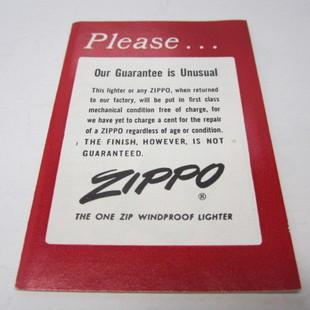 Please...
Our Guarantee is Unusual
This lighter or any ZIPPO, when returned
to our factory, will be put in first class
mechanical condition free of charge, for
we have yet to charge a cent for the repair
of a ZIPPO regardless of age or condition.
THE FINISH, HOWEVER, IS NOT
GUARANTEED.
ZIPPO
®
THE ONE ZIP WINDPROOF LIGHTER